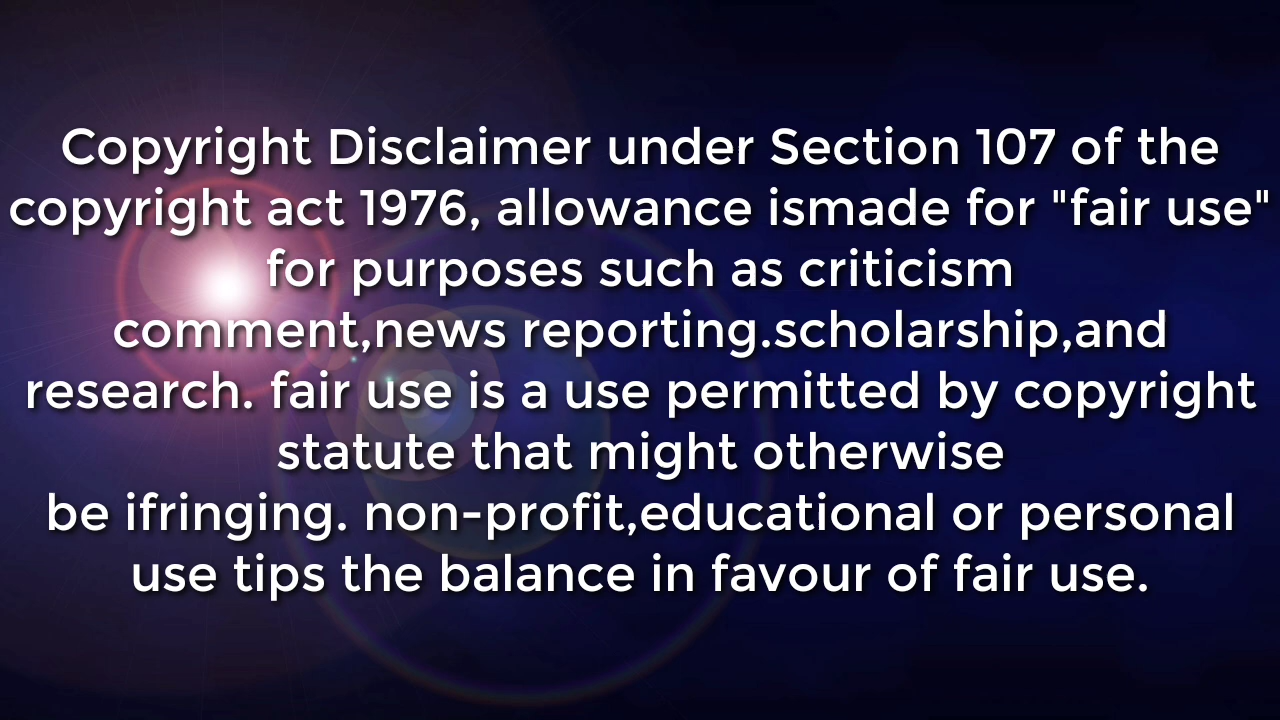 Copyright Disclaimer under Section 107 of the
copyright act 1976, allowance ismade for "fair use"
for purposes such as criticism
comment,news reporting.scholarship,and
research. fair use is a use permitted by copyright
statute that might otherwise
be ifringing. non-profit,educational or personal
use tips the balance in favour of fair use.